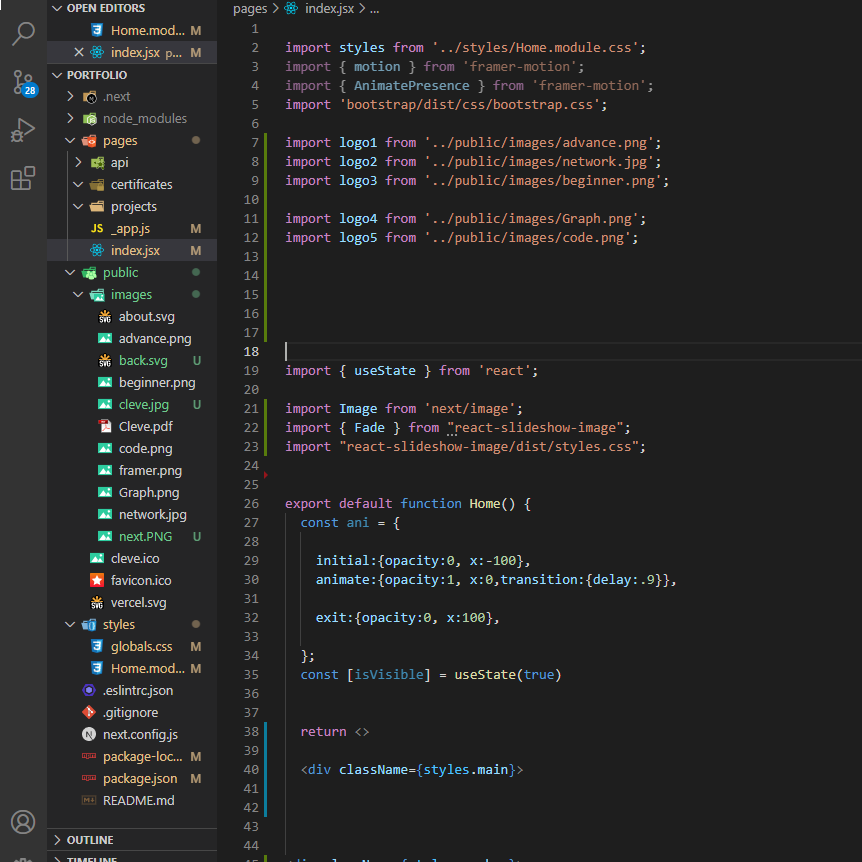 OPEN EDITORS
Home.mod... M
index.jsx p... M
PORTFOLIO
.next
node_modules
pages
api
certificates
projects
JS _app.js M
index.jsx M
public
images
about.svg
advance.png
back.svg U
beginner.png
cleve.jpg U
Cleve.pdf
code.png
framer.png
Graph.png
network.jpg
next.PNG U
cleve.ico
favicon.ico
vercel.svg
styles
globals.css M
Home.mod... M
.eslintrc.json
.gitignore
next.config.js
package-loc... M
package.json M
README.md
OUTLINE
TIMELINE
28
pages > index.jsx > ...
1
2 import styles from '../styles/Home.module.css';
3 import { motion } from 'framer-motion';
4 import { AnimatePresence } from 'framer-motion';
5 import 'bootstrap/dist/css/bootstrap.css';
6
7 import logo1 from '../public/images/advance.png';
8 import logo2 from '../public/images/network.jpg';
9 import logo3 from '../public/images/beginner.png';
10
11 import logo4 from '../public/images/Graph.png';
12 import logo5 from '../public/images/code.png';
13
14
15
16
17
18
19 import { useState } from 'react';
20
21 import Image from 'next/image';
22 import { Fade } from "react-slideshow-image";
23 import "react-slideshow-image/dist/styles.css";
24
25
26 export default function Home() {
27 const ani = {
28
29 initial:{opacity:0, x:-100},
30 animate:{opacity:1, x:0,transition:{delay:.9}},
31
32 exit:{opacity:0, x:100},
33
34 };
35 const [isVisible] = useState(true)
36
37
38 return <>
39
40 <div className={styles.main}>
41
42
43
44